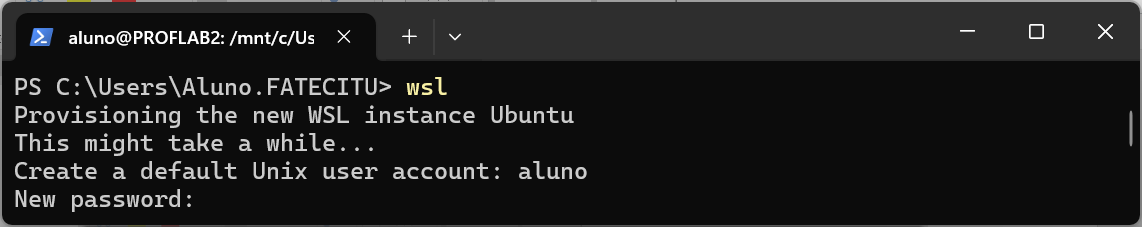 aluno@PROFLAB2: /mnt/c/Us
PS C:\Users\Aluno.FATECITU> wsl
Provisioning the new WSL instance Ubuntu
This might take a while...
Create a default Unix user account: aluno
New password: